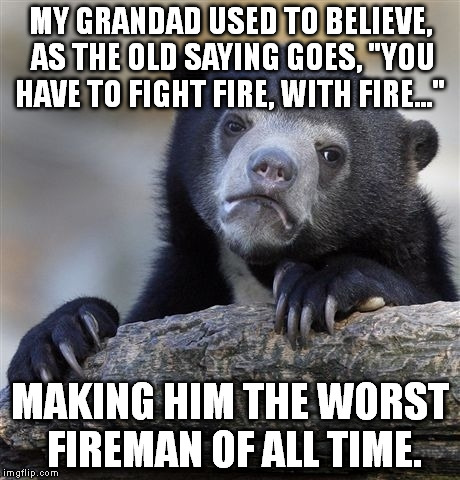 MY GRANDAD USED TO BELIEVE,
AS THE OLD SAYING GOES, "YOU
HAVE TO FIGHT FIRE, WITH FIRE..."
MAKING HIM THE WORST
FIREMAN OF ALL TIME.
imgflip.com